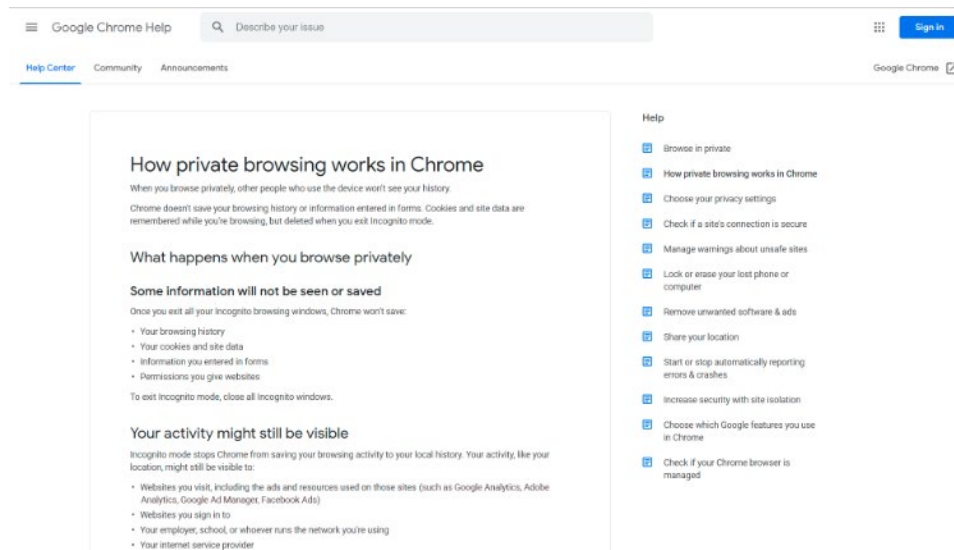 Google Chrome Help
Describe your issue
Sign in
Help Center Community Announcements
Google Chrome
How private browsing works in Chrome
When you browse privately, other people who use the device won't see your history.
Chrome doesn't save your browsing history or information entered in forms. Cookies and site data are
remembered while you're browsing, but deleted when you exit Incognito mode.
What happens when you browse privately
Some information will not be seen or saved
Once you exit all your Incognito browsing windows, Chrome won't save:
• Your browsing history
• Your cookies and site data
• Information you entered in forms
• Permissions you give websites
To exit Incognito mode, close all Incognito windows.
Your activity might still be visible
Incognito mode stops Chrome from saving your browsing activity to your local history. Your activity, like your
location, might still be visible to:
• Websites you visit, including the ads and resources used on those sites (such as Google Analytics, Adobe
Analytics, Google Ad Manager, Facebook Ads)
• Websites you sign in to
• Your employer, school, or whoever runs the network you're using
• Your internet service provider
Help
Browse in private
How private browsing works in Chrome
Choose your privacy settings
Check if a site's connection is secure
Manage warnings about unsafe sites
Lock or erase your lost phone or
computer
Remove unwanted software & ads
Share your location
Start or stop automatically reporting
errors & crashes
Increase security with site isolation
Choose which Google features you use
in Chrome
Check if your Chrome browser is
managed